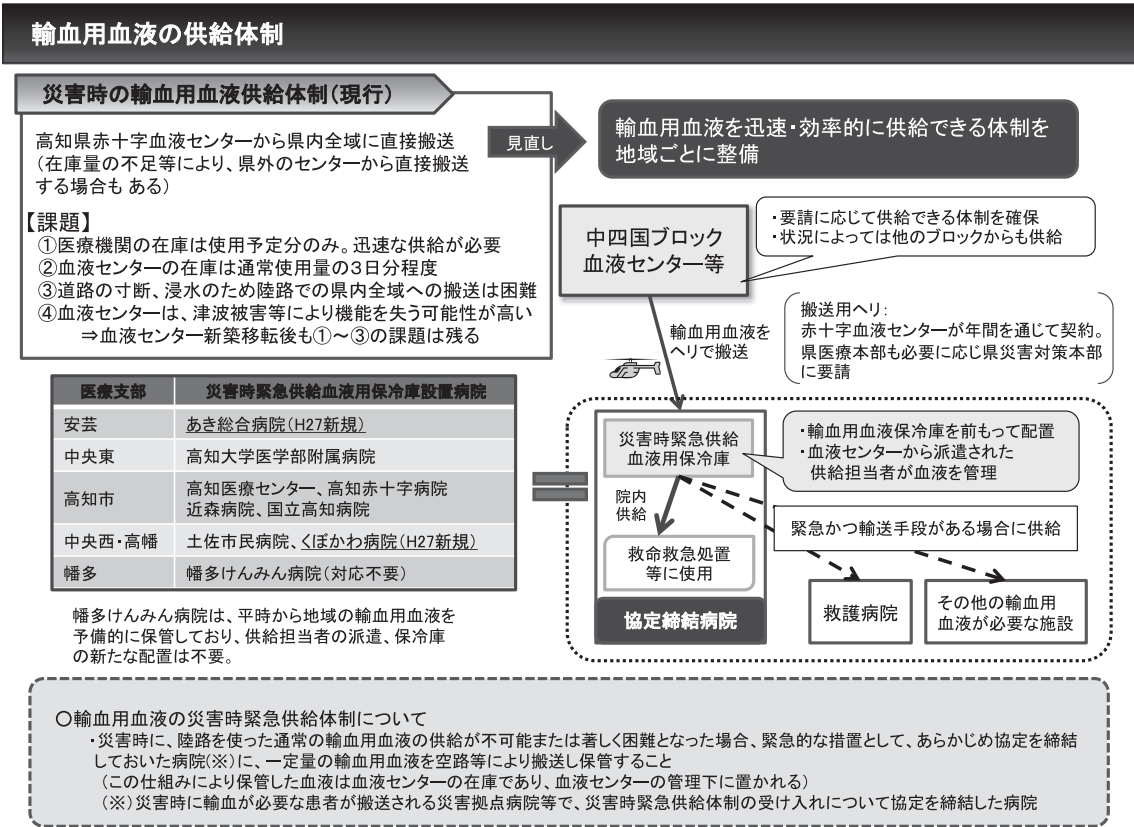 輸血用血液の供給体制
災害時の輸血用血液供給体制(現行)
高知県赤十字血液センターから県内全域に直接搬送
(在庫量の不足等により、県外のセンターから直接搬送
する場合も ある)
【課題】
①医療機関の在庫は使用予定分のみ。迅速な供給が必要
②血液センターの在庫は通常使用量の3日分程度
③道路の寸断、浸水のため陸路での県内全域への搬送は困難
④血液センターは、津波被害等により機能を失う可能性が高い
⇒血液センター新築移転後も①～③の課題は残る
見直し
輸血用血液を迅速・効率的に供給できる体制を
地域ごとに整備
中四国ブロック
血液センター等
・要請に応じて供給できる体制を確保
・状況によっては他のブロックからも供給
輸血用血液を
ヘリで搬送
搬送用ヘリ:
赤十字血液センターが年間を通じて契約。
県医療本部も必要に応じ県災害対策本部
に要請
医療支部 災害時緊急供給血液用保冷庫設置病院
安芸 あき総合病院(H27新規)
中央東 高知大学医学部附属病院
高知市 高知医療センター、高知赤十字病院
近森病院、国立高知病院
中央西・高幡 土佐市民病院、くぼかわ病院(H27新規)
幡多 幡多けんみん病院(対応不要)
幡多けんみん病院は、平時から地域の輸血用血液を
予備的に保管しており、供給担当者の派遣、保冷庫
の新たな配置は不要。
災害時緊急供給
血液用保冷庫
・輸血用血液保冷庫を前もって配置
・血液センターから派遣された
供給担当者が血液を管理
院内
供給
緊急かつ輸送手段がある場合に供給
救命救急処置
等に使用
協定締結病院
救護病院
その他の輸血用
血液が必要な施設
○輸血用血液の災害時緊急供給体制について
・災害時に、陸路を使った通常の輸血用血液の供給が不可能または著しく困難となった場合、緊急的な措置として、あらかじめ協定を締結
しておいた病院(※)に、一定量の輸血用血液を空路等により搬送し保管すること
(この仕組みにより保管した血液は血液センターの在庫であり、血液センターの管理下に置かれる)
(※)災害時に輸血が必要な患者が搬送される災害拠点病院等で、災害時緊急供給体制の受け入れについて協定を締結した病院